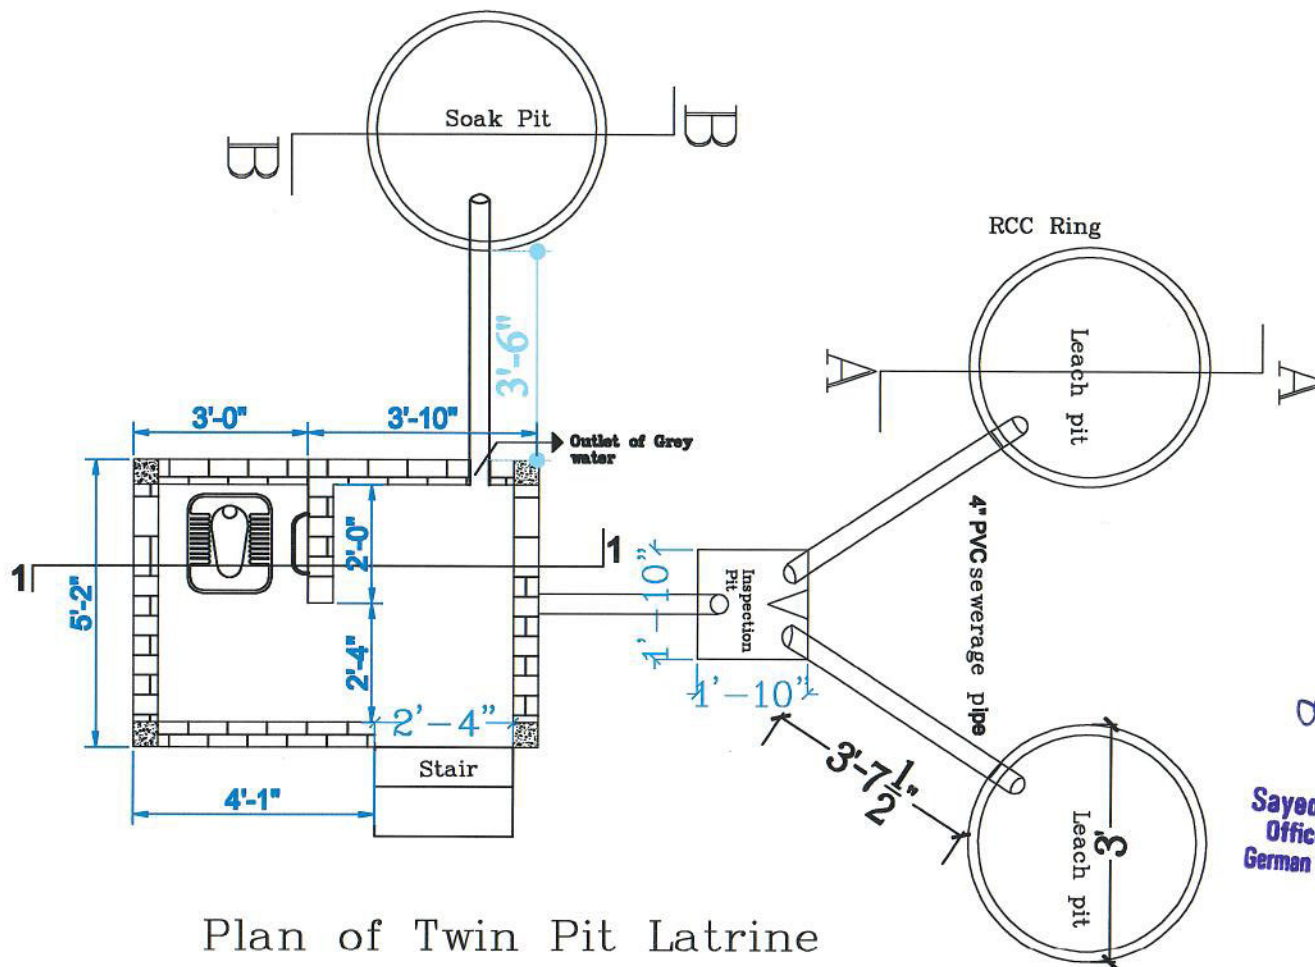 Soak Pit
B
B
RCC Ring
Leach pit
A
A
3'-6"
3'-0"
3'-10"
Outlet of Grey
water
2'-0"
1
1
5'-2"
2'-4"
2'-4"
Stair
4'-1"
Inspection
Pit
1'-10"
1'-10"
4" PVC sewerage pipe
3'-7 1/2"
Leach pit
3'
German
Plan of Twin Pit Latrine